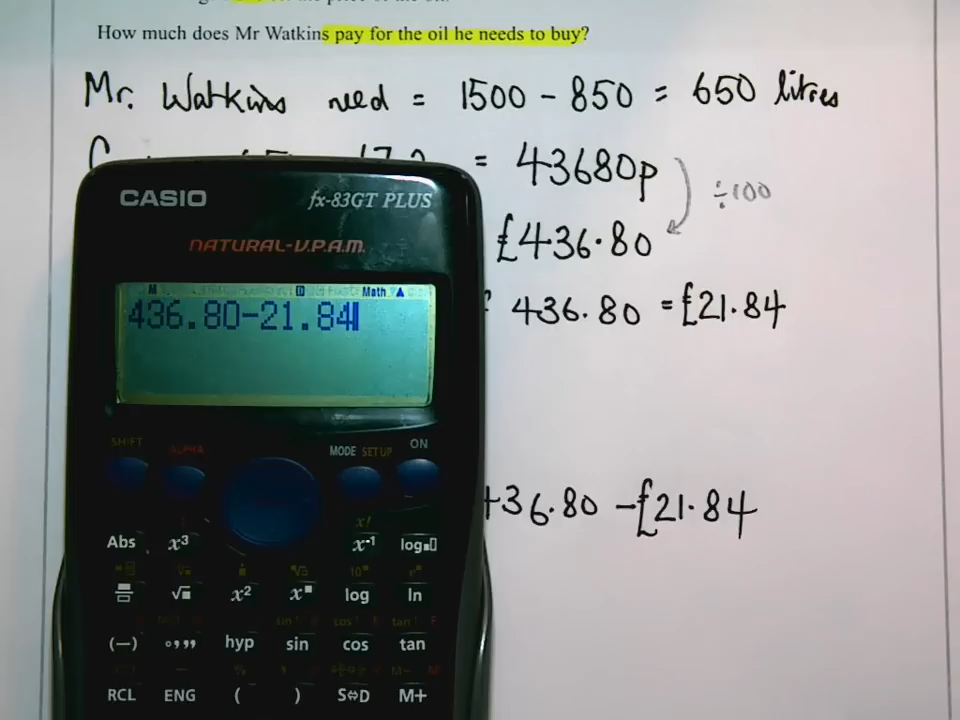 How much does Mr Watkins pay for the oil he needs to buy?
Mr. Watkins need = 1500 - 850 = 650 litres
= 43680p
÷100
£436.80
436.80 = £21.84
36.80 - £21.84
CASIO
fx-83GT PLUS
NATURAL-V.P.A.M.
M D Math ▲
436.80-21.84
SHIFT ALPHA MODE SETUP ON
x!
Abs x³ x⁻¹ log▪▯
√▪ x² x▪ log ln
(−) °,,, hyp sin cos tan
RCL ENG ( ) S⇔D M+